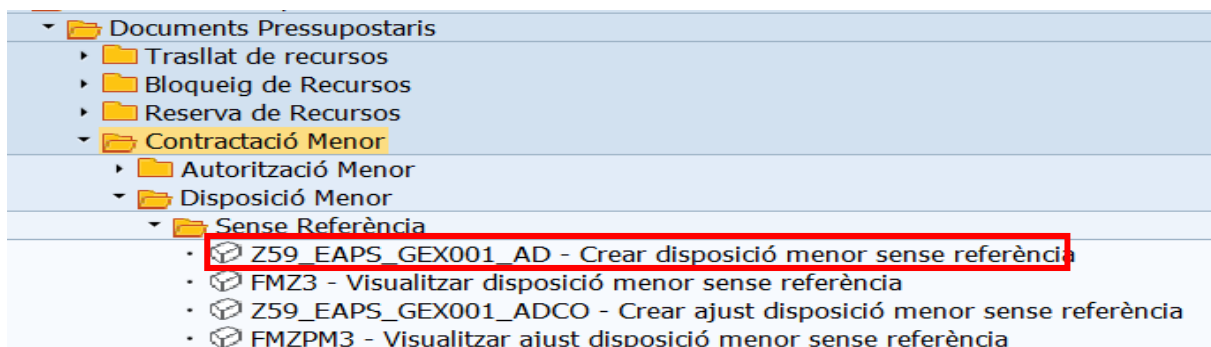 Documents Pressupostaris
Trasllat de recursos
Bloqueig de Recursos
Reserva de Recursos
Contractació Menor
Autorització Menor
Disposició Menor
Sense Referència
Z59_EAPS_GEX001_AD - Crear disposició menor sense referència
FMZ3 - Visualitzar disposició menor sense referència
Z59_EAPS_GEX001_ADCO - Crear ajust disposició menor sense referència
FMZPM3 - Visualitzar ajust disposició menor sense referència